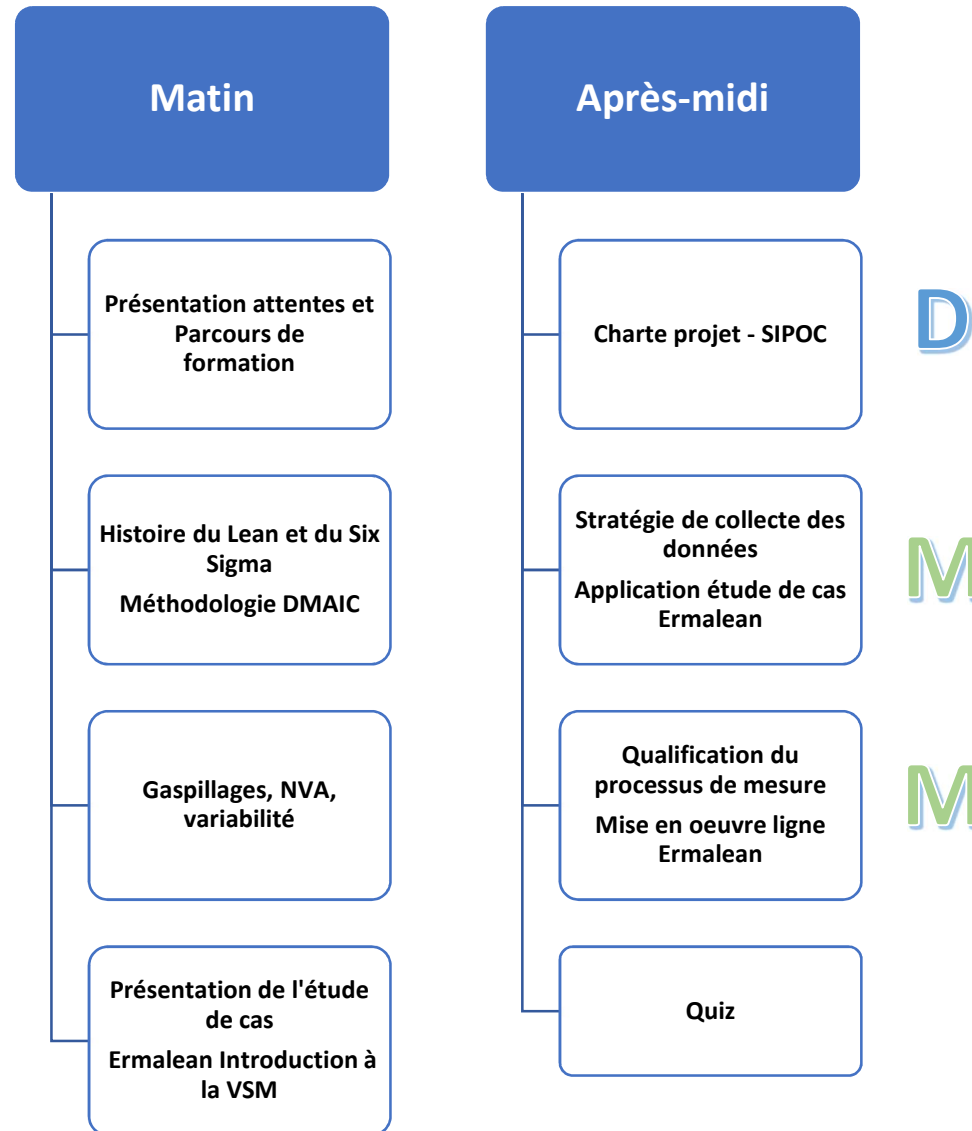 Matin
Présentation attentes et
Parcours de
formation
Histoire du Lean et du Six
Sigma
Méthodologie DMAIC
Gaspillages, NVA,
variabilité
Présentation de l'étude
de cas
Ermalean Introduction à
la VSM
Après-midi
Charte projet - SIPOC
D
Stratégie de collecte des
données
Application étude de cas
Ermalean
M
Qualification du
processus de mesure
Mise en oeuvre ligne
Ermalean
M
Quiz